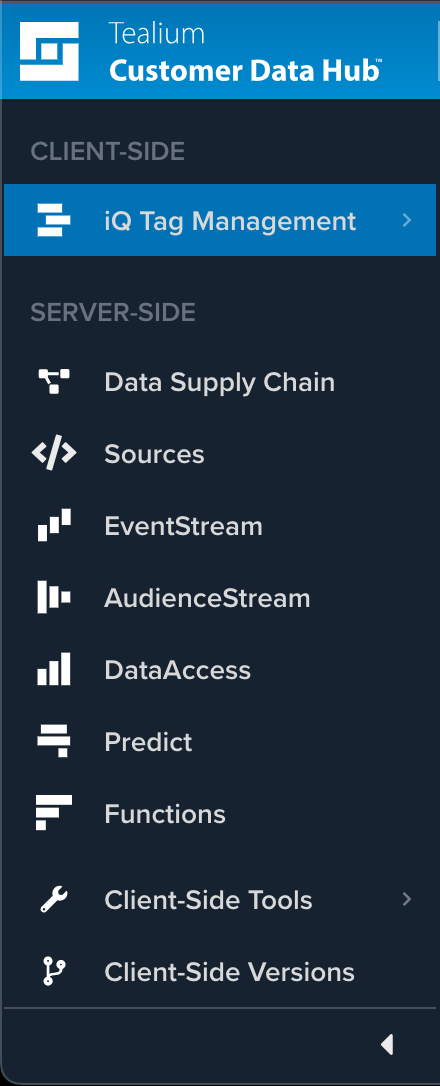 Tealium
Customer Data Hub™
CLIENT-SIDE
iQ Tag Management
SERVER-SIDE
Data Supply Chain
Sources
EventStream
AudienceStream
DataAccess
Predict
Functions
Client-Side Tools
Client-Side Versions